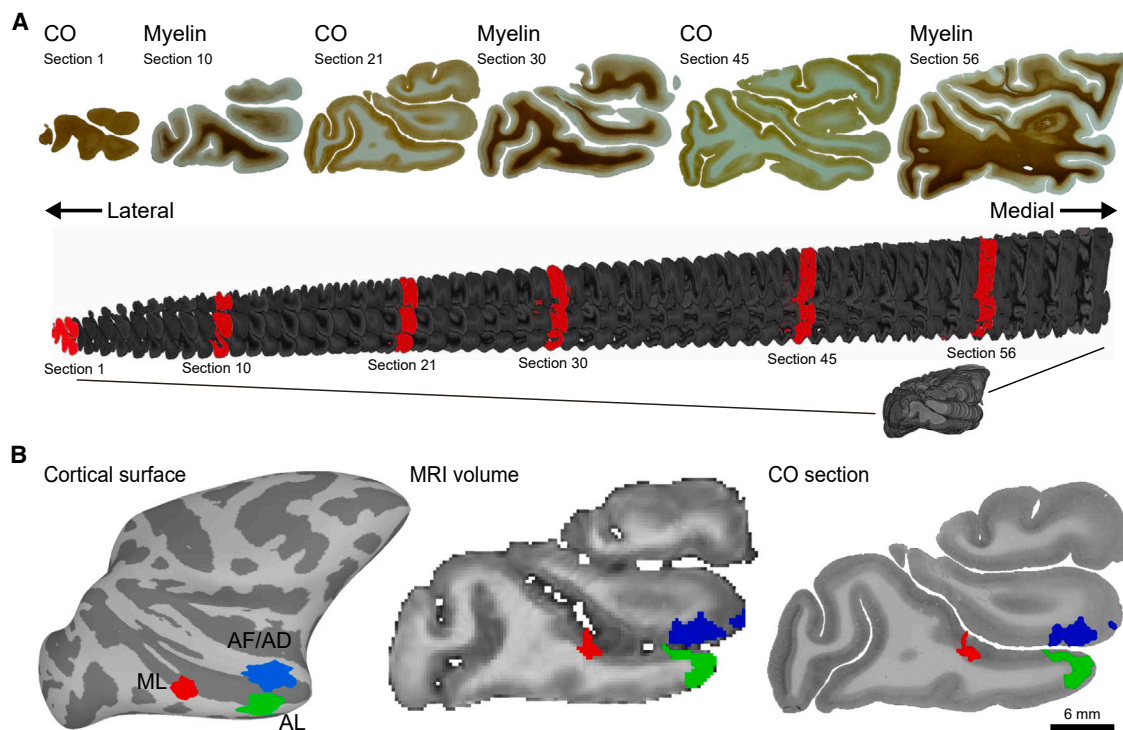 A
CO
Section 1
Myelin
Section 10
CO
Section 21
Myelin
Section 30
CO
Section 45
Myelin
Section 56
Lateral
Medial
Section 1
Section 10
Section 21
Section 30
Section 45
Section 56
B
Cortical surface
MRI volume
CO section
AF/AD
ML
AL
6 mm